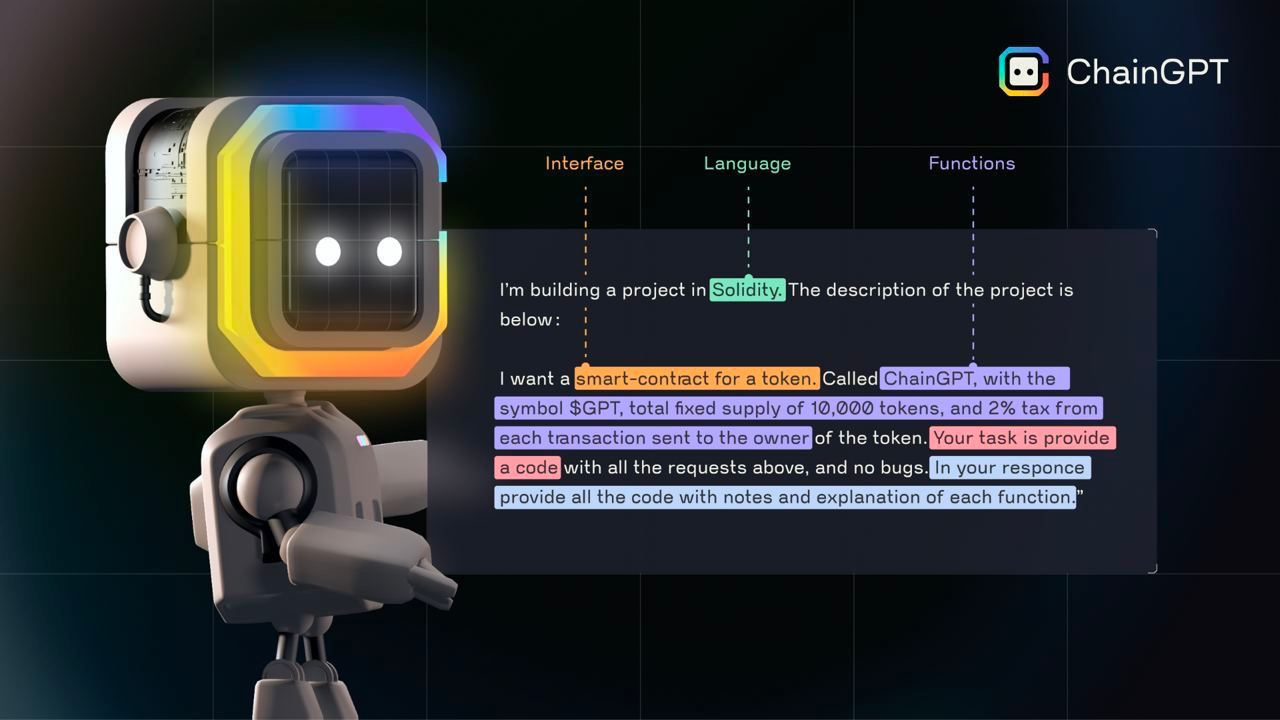 ChainGPT
Interface
Language
Functions
I'm building a project in Solidity. The description of the project is
below:
I want a smart-contract for a token. Called ChainGPT, with the
symbol $GPT, total fixed supply of 10,000 tokens, and 2% tax from
each transaction sent to the owner of the token. Your task is provide
a code with all the requests above, and no bugs. In your responce
provide all the code with notes and explanation of each function.”